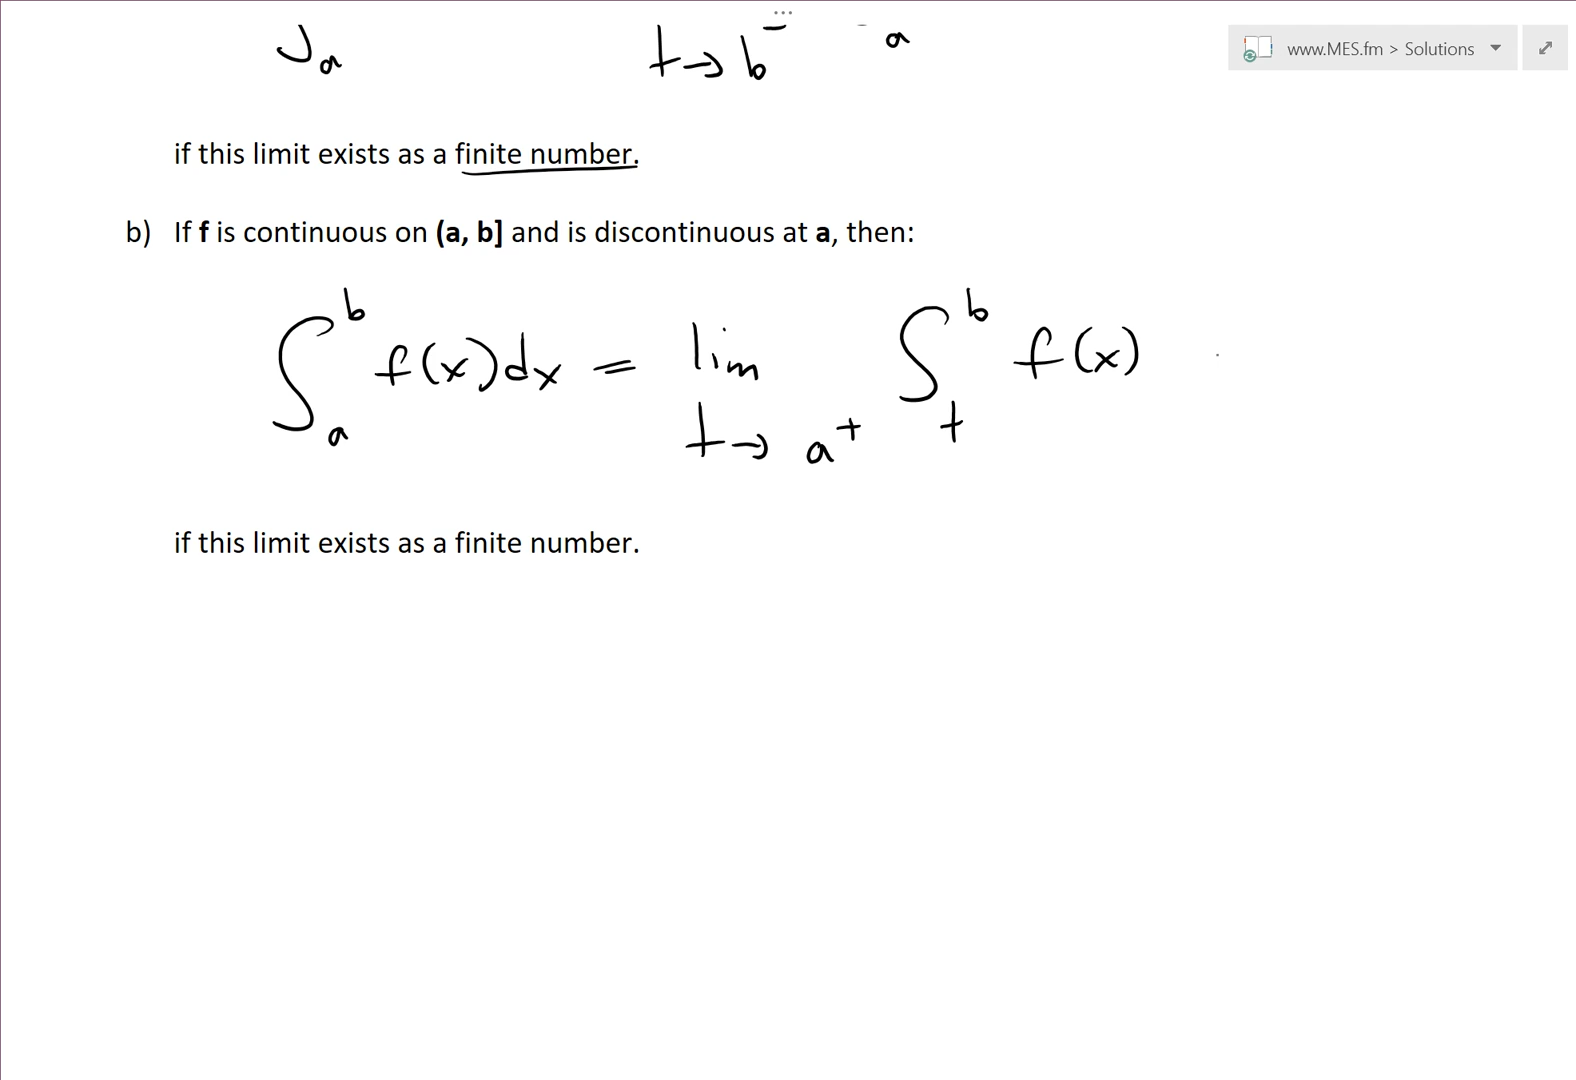 ∫_a t→b⁻ a
www.MES.fm > Solutions
if this limit exists as a finite number.
b) If f is continuous on (a, b] and is discontinuous at a, then:
∫_a^b f(x)dx = lim_{t→a⁺} ∫_t^b f(x)
if this limit exists as a finite number.